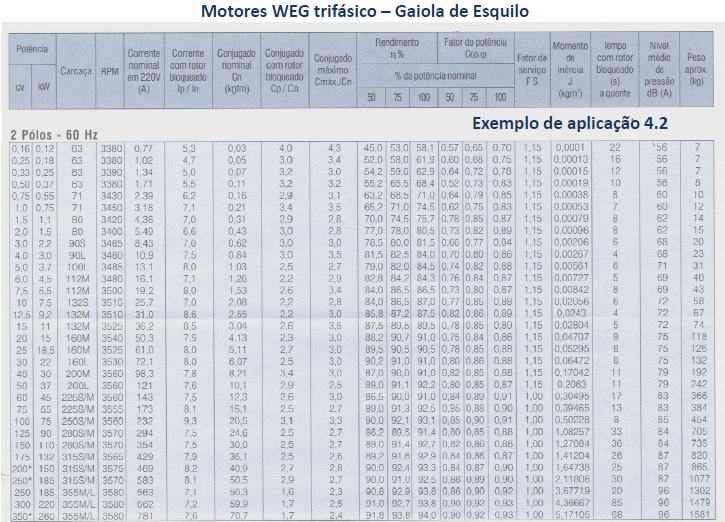 Motores WEG trifásico – Gaiola de Esquilo
Potência
cv kW
Carcaça
RPM
Corrente nominal em 220V (A)
Corrente com rotor bloqueado Ip / In
Conjugado nominal Cn (kgfm)
Conjugado com rotor bloqueado Cp / Cn
Conjugado máximo Cmáx./Cn
Rendimento η %
Fator de potência Cos φ
% da potência nominal
50 75 100 50 75 100
Fator de serviço F S
Momento de inércia J (kgm²)
Tempo com rotor bloqueado (s) a quente
Nível médio de pressão dB (A)
Peso aprox. (kg)
2 Pólos - 60 Hz
Exemplo de aplicação 4.2
0,16 0,12 63 3380 0,77 5,3 0,03 4,0 4,3 45,0 53,0 58,1 0,57 0,65 0,70 1,15 0,0001 22 56 7
0,25 0,18 63 3380 1,02 4,7 0,05 3,0 3,4 52,0 58,0 61,9 0,60 0,68 0,75 1,15 0,00013 16 56 7
0,33 0,25 63 3390 1,34 5,0 0,07 3,2 3,0 54,2 59,0 62,9 0,64 0,72 0,78 1,15 0,00015 12 56 7
0,50 0,37 63 3380 1,71 5,5 0,11 3,2 3,2 55,2 65,5 68,4 0,52 0,73 0,83 1,15 0,00019 10 56 8
0,75 0,55 71 3430 2,39 6,2 0,16 2,9 3,1 63,2 68,5 71,0 0,64 0,79 0,85 1,15 0,00038 8 60 10
1,0 0,75 71 3450 3,18 7,1 0,21 3,4 3,5 65,2 71,0 74,5 0,62 0,75 0,83 1,15 0,00053 7 60 12
1,5 1,1 80 3420 4,38 7,0 0,31 2,9 2,8 70,0 74,5 75,7 0,78 0,85 0,87 1,15 0,00079 8 62 14
2,0 1,5 80 3400 5,49 6,6 0,43 3,0 2,8 77,0 78,0 80,5 0,73 0,82 0,89 1,15 0,00096 8 62 15
3,0 2,2 90S 3465 8,43 7,0 0,62 3,0 3,0 78,5 80,0 81,5 0,66 0,77 0,84 1,15 0,00206 6 68 20
4,0 3,0 90L 3460 10,9 7,5 0,84 3,0 3,0 81,5 82,5 84,0 0,70 0,80 0,86 1,15 0,00267 4 68 23
5,0 3,7 100L 3485 13,1 8,0 1,03 2,5 2,7 79,0 82,0 84,5 0,74 0,82 0,88 1,15 0,00561 6 71 31
6,0 4,5 112M 3480 16,1 7,1 1,26 2,2 2,9 82,8 84,2 84,3 0,76 0,84 0,87 1,15 0,00727 5 69 40
7,5 5,5 112M 3500 19,2 8,0 1,53 2,6 3,4 84,0 86,5 86,5 0,73 0,80 0,87 1,15 0,00842 4 69 43
10 7,5 132S 3510 25,7 7,0 2,08 2,2 2,8 84,0 86,5 87,0 0,77 0,85 0,88 1,15 0,02056 6 72 58
12,5 9,2 132M 3510 31,0 8,6 2,55 2,2 3,0 85,8 87,2 87,5 0,82 0,86 0,89 1,15 0,0243 4 72 67
15 11 132M 3525 36,2 8,5 3,04 2,6 3,5 87,5 89,5 89,5 0,78 0,85 0,89 1,15 0,02804 5 72 74
20 15 160M 3540 50,3 7,5 4,13 2,3 3,0 88,2 90,7 91,0 0,75 0,84 0,86 1,15 0,04707 9 75 118
25 18,5 160M 3525 61,0 8,0 5,11 2,7 3,0 89,5 90,5 90,5 0,78 0,85 0,88 1,15 0,05295 8 75 126
30 22 160L 3530 72,1 8,0 6,07 2,5 3,0 90,2 91,0 91,0 0,80 0,86 0,88 1,15 0,06472 8 75 132
40 30 200M 3560 98,3 7,8 8,21 3,4 3,0 87,0 90,0 91,0 0,82 0,85 0,88 1,15 0,17042 11 79 192
50 37 200L 3560 121 7,6 10,1 2,9 2,5 89,0 91,1 92,2 0,80 0,85 0,87 1,15 0,2063 11 79 242
60 45 225S/M 3560 143 7,5 12,3 2,6 3,0 86,5 90,0 91,0 0,84 0,89 0,91 1,00 0,30495 17 83 366
75 55 225S/M 3555 173 8,1 15,1 2,5 2,7 89,0 91,3 92,5 0,85 0,88 0,90 1,00 0,39465 13 83 384
100 75 250S/M 3560 232 9,3 20,5 3,1 3,3 90,0 92,1 93,1 0,85 0,90 0,91 1,00 0,50228 8 85 454
125 90 280S/M 3570 294 7,5 24,6 2,5 2,7 86,2 89,5 91,4 0,80 0,85 0,88 1,00 1,08257 33 84 705
150 110 280S/M 3570 354 7,5 30,0 2,5 2,7 89,0 91,4 92,7 0,82 0,86 0,88 1,00 1,27084 36 84 735
175 132 315S/M 3565 429 7,9 36,1 2,5 2,6 89,2 91,6 92,9 0,84 0,86 0,87 1,00 1,41204 26 87 820
200* 150 315S/M 3575 469 8,2 40,9 2,7 2,8 90,0 92,4 93,3 0,84 0,87 0,90 1,00 1,64738 25 87 865
250* 185 315S/M 3570 583 8,1 50,5 2,9 2,7 90,0 92,2 93,3 0,85 0,87 0,90 1,00 2,11806 30 87 1077
250 185 355M/L 3580 563 7,1 50,3 1,6 2,3 90,8 92,9 93,8 0,86 0,90 0,92 1,00 3,67719 20 96 1302
300 220 355M/L 3580 662 7,2 59,9 1,7 2,5 91,0 92,7 93,8 0,90 0,92 0,93 1,00 4,36667 85 96 1479
350* 260 355M/L 3580 781 7,6 70,7 1,7 2,4 91,8 93,8 94,0 0,90 0,92 0,93 1,00 5,17105 68 96 1581